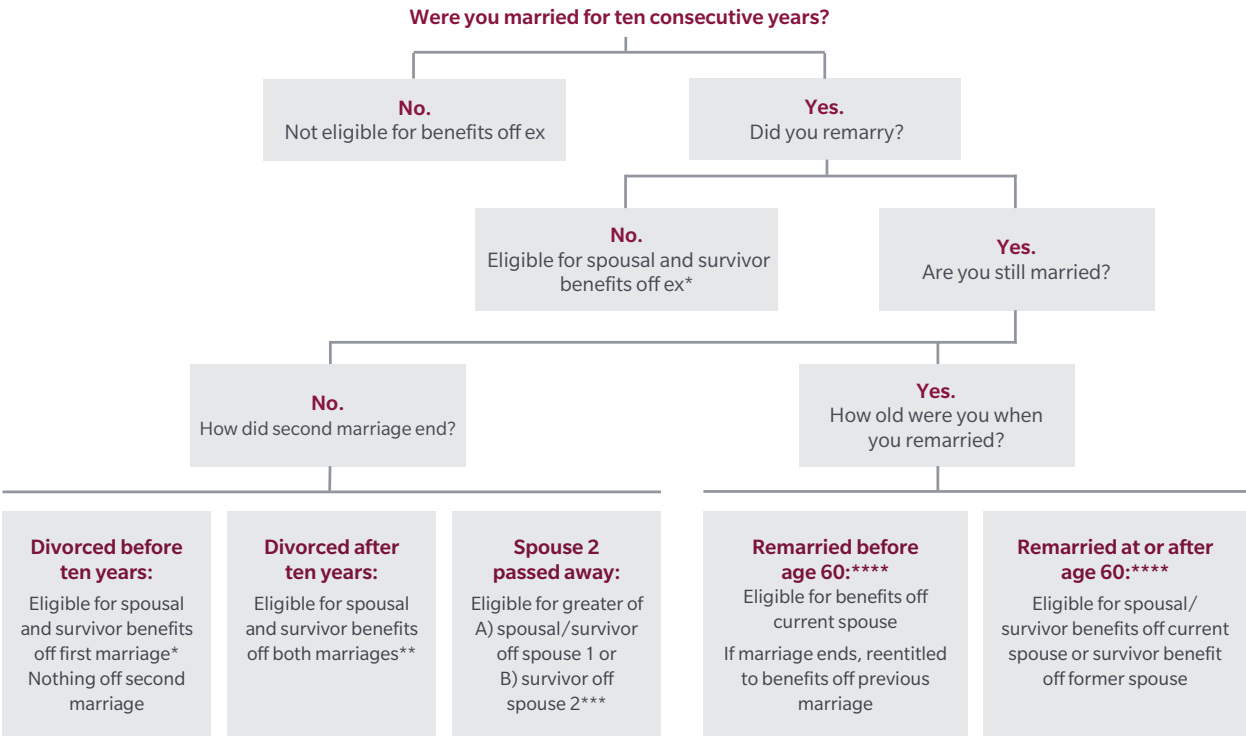 Were you married for ten consecutive years?
No.
Not eligible for benefits off ex
Yes.
Did you remarry?
No.
Eligible for spousal and survivor
benefits off ex*
Yes.
Are you still married?
No.
How did second marriage end?
Yes.
How old were you when
you remarried?
Divorced before
ten years:
Eligible for spousal
and survivor benefits
off first marriage*
Nothing off second
marriage
Divorced after
ten years:
Eligible for spousal
and survivor benefits
off both marriages**
Spouse 2
passed away:
Eligible for greater of
A) spousal/survivor
off spouse 1 or
B) survivor off
spouse 2***
Remarried before
age 60:****
Eligible for benefits off
current spouse
If marriage ends, reentitled
to benefits off previous
marriage
Remarried at or after
age 60:****
Eligible for spousal/
survivor benefits off current
spouse or survivor benefit
off former spouse